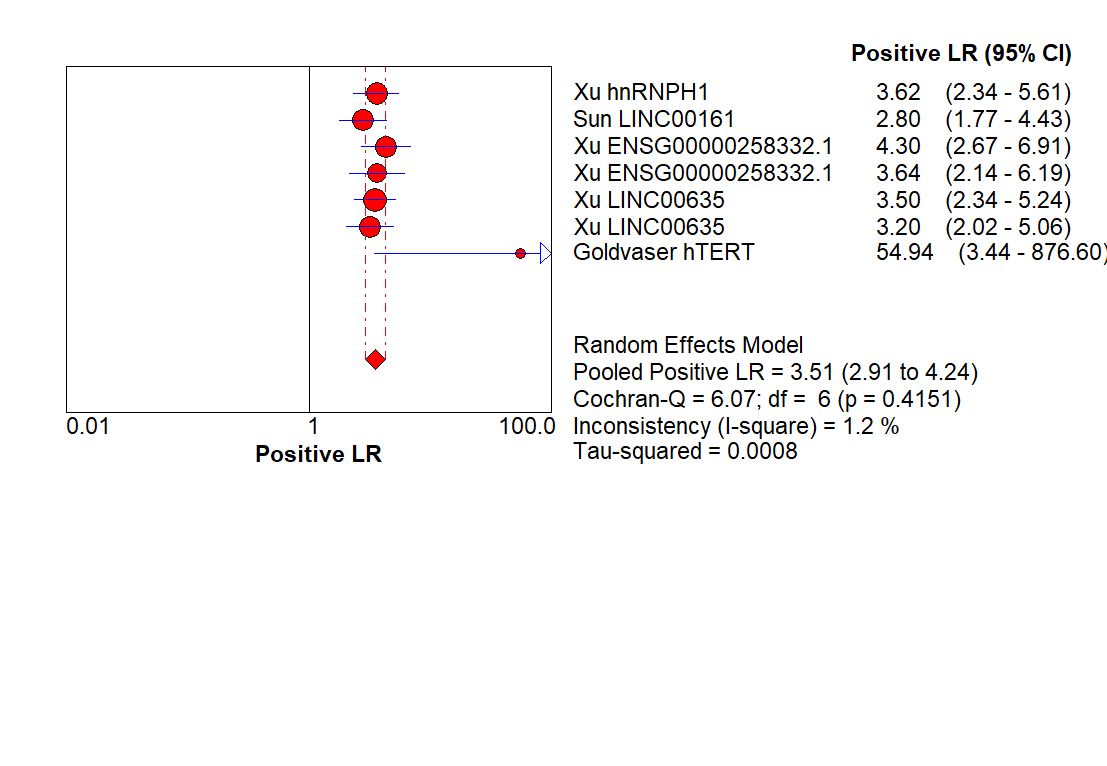 Positive LR (95% CI)
Xu hnRNPH1 3.62 (2.34 - 5.61)
Sun LINC00161 2.80 (1.77 - 4.43)
Xu ENSG00000258332.1 4.30 (2.67 - 6.91)
Xu ENSG00000258332.1 3.64 (2.14 - 6.19)
Xu LINC00635 3.50 (2.34 - 5.24)
Xu LINC00635 3.20 (2.02 - 5.06)
Goldvaser hTERT 54.94 (3.44 - 876.60)
Random Effects Model
Pooled Positive LR = 3.51 (2.91 to 4.24)
Cochran-Q = 6.07; df = 6 (p = 0.4151)
Inconsistency (I-square) = 1.2 %
Tau-squared = 0.0008
0.01 1 100.0
Positive LR